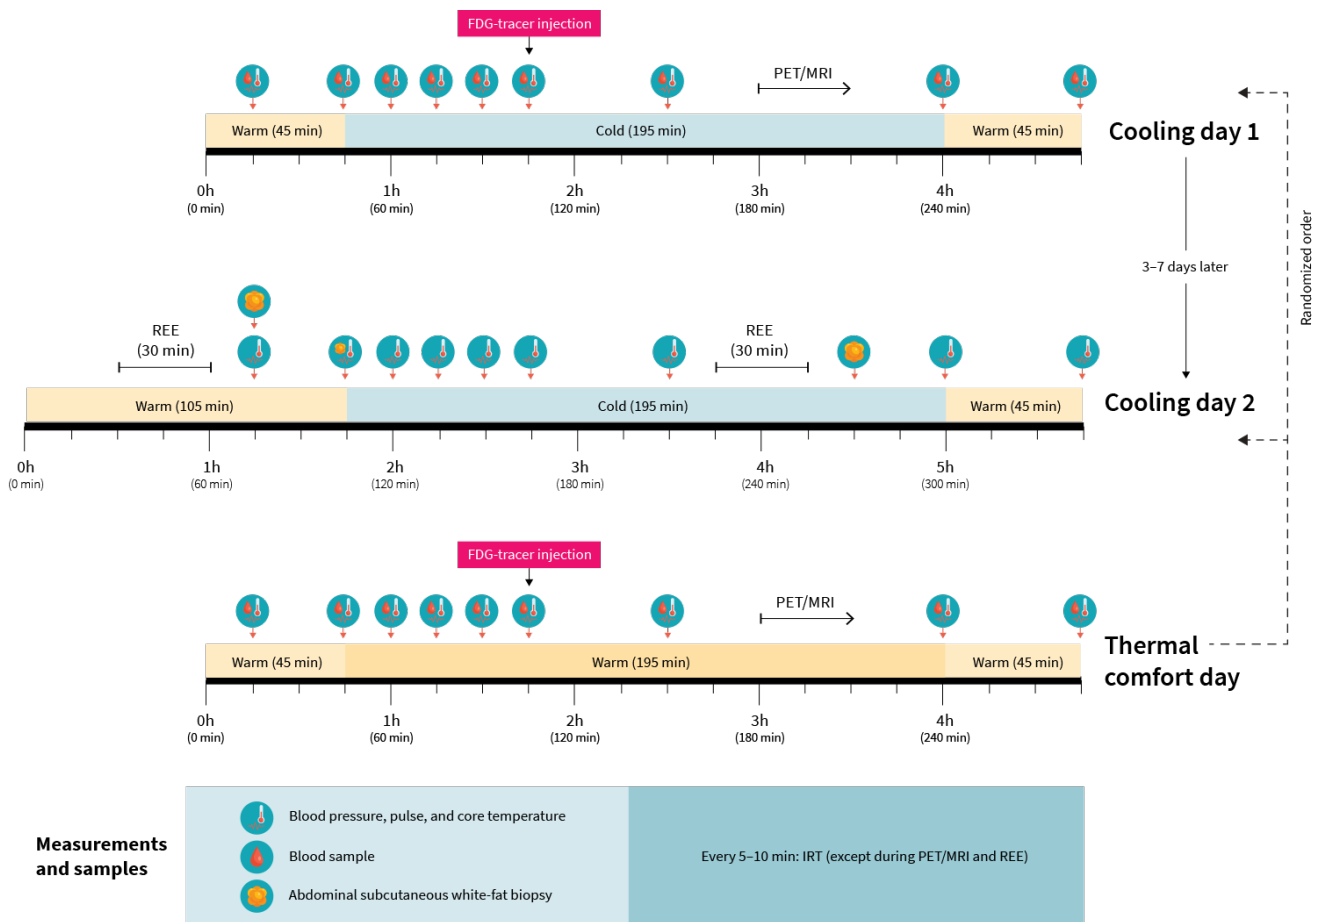 FDG-tracer injection
PET/MRI
Warm (45 min)
Cold (195 min)
Warm (45 min)
Cooling day 1
0h
(0 min)
1h
(60 min)
2h
(120 min)
3h
(180 min)
4h
(240 min)
3–7 days later
Randomized order
REE
(30 min)
REE
(30 min)
Warm (105 min)
Cold (195 min)
Warm (45 min)
Cooling day 2
0h
(0 min)
1h
(60 min)
2h
(120 min)
3h
(180 min)
4h
(240 min)
5h
(300 min)
FDG-tracer injection
PET/MRI
Warm (45 min)
Warm (195 min)
Warm (45 min)
Thermal
comfort day
0h
(0 min)
1h
(60 min)
2h
(120 min)
3h
(180 min)
4h
(240 min)
Measurements
and samples
Blood pressure, pulse, and core temperature
Blood sample
Abdominal subcutaneous white-fat biopsy
Every 5–10 min: IRT (except during PET/MRI and REE)